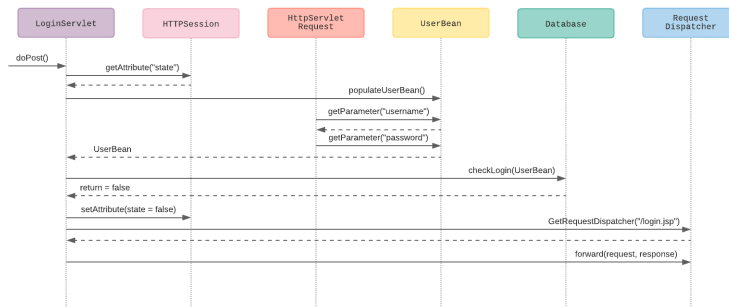 LoginServlet
HTTPSession
HttpServlet
Request
UserBean
Database
Request
Dispatcher
doPost()
getAttribute("state")
populateUserBean()
getParameter("username")
getParameter("password")
UserBean
checkLogin(UserBean)
return = false
setAttribute(state = false)
GetRequestDispatcher("/login.jsp")
forward(request, response)